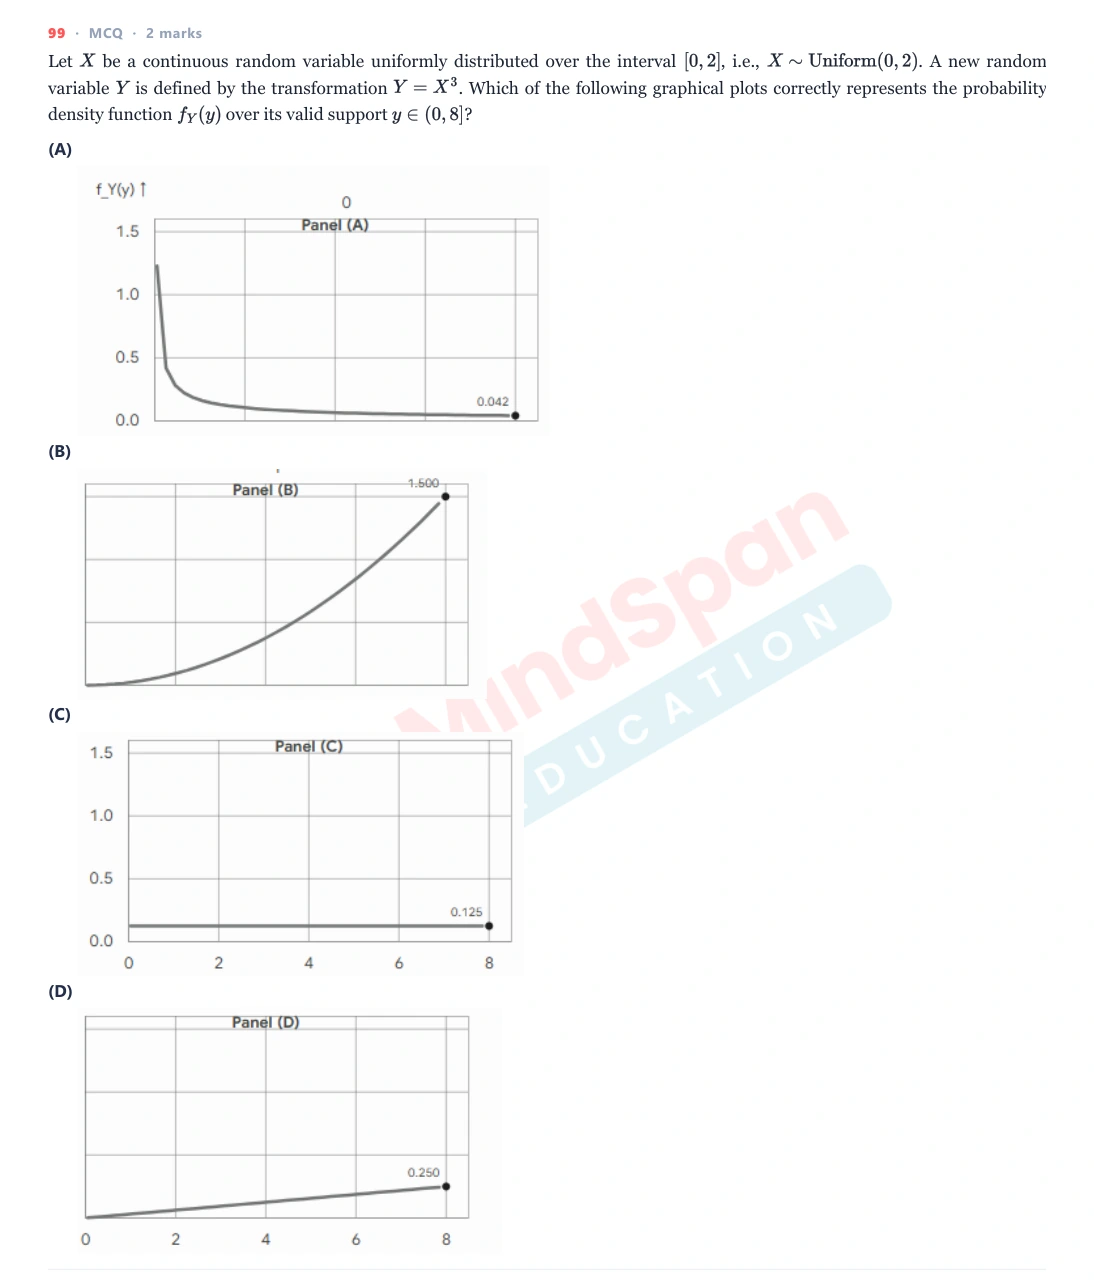 99 · MCQ · 2 marks
Let X be a continuous random variable uniformly distributed over the interval [0, 2], i.e., X ∼ Uniform(0, 2). A new random
variable Y is defined by the transformation Y = X³. Which of the following graphical plots correctly represents the probability
density function f_Y(y) over its valid support y ∈ (0, 8]?
(A)
f_Y(y) ↑
0
Panel (A)
1.5
1.0
0.5
0.042
0.0
(B)
1.500
Panel (B)
(C)
Panel (C)
1.5
1.0
0.5
0.125
0.0
0 2 4 6 8
(D)
Panel (D)
0.250
0 2 4 6 8
MindSpan
EDUCATION